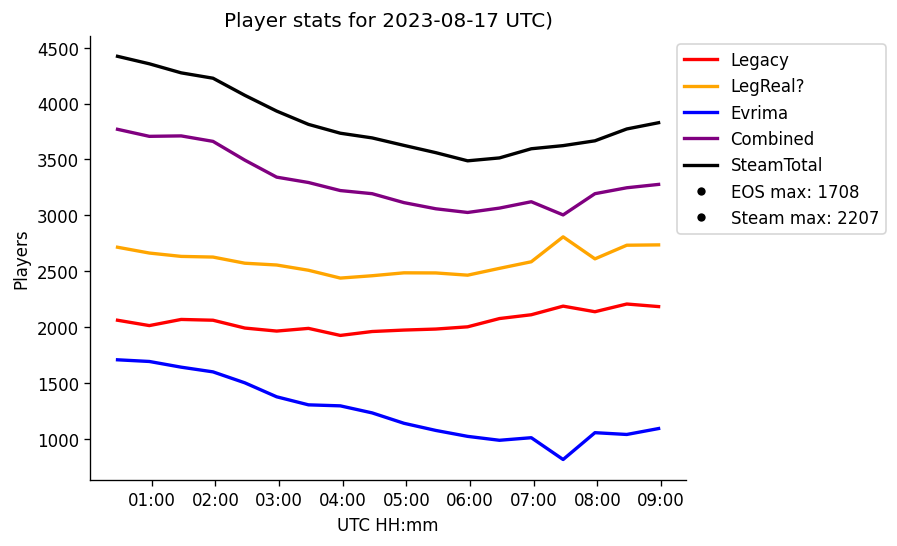 Player stats for 2023-08-17 UTC)
4500
4000
3500
3000
2500
2000
1500
1000
Players
01:00 02:00 03:00 04:00 05:00 06:00 07:00 08:00 09:00
UTC HH:mm
Legacy
LegReal?
Evrima
Combined
SteamTotal
EOS max: 1708
Steam max: 2207